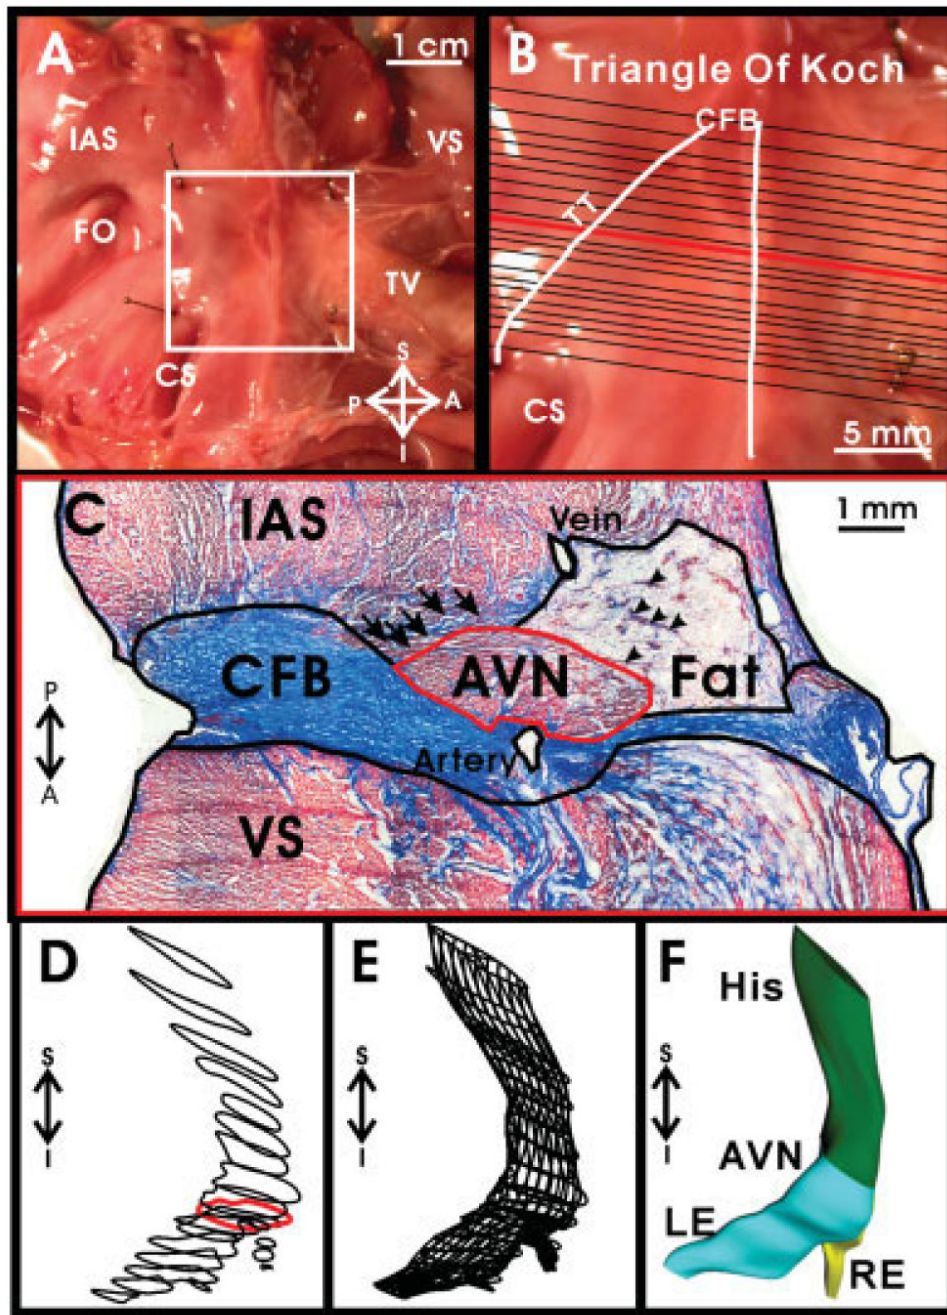 A
1 cm
IAS
VS
FO
TV
CS
S
P A
I
B
Triangle Of Koch
CFB
TT
CS
5 mm
C
IAS
Vein
1 mm
CFB
AVN
Fat
P
A
Artery
VS
D
S
I
E
S
I
F
His
S
I
AVN
LE
RE